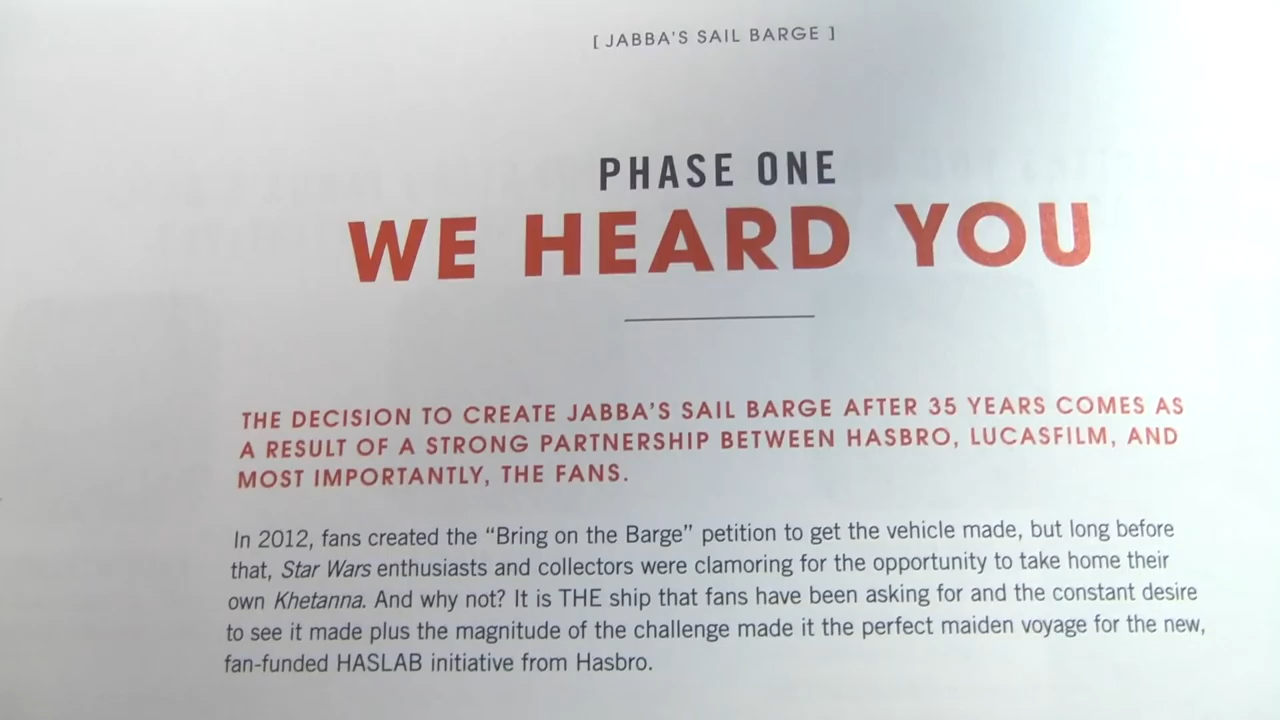 [ JABBA'S SAIL BARGE ]
PHASE ONE
WE HEARD YOU
THE DECISION TO CREATE JABBA'S SAIL BARGE AFTER 35 YEARS COMES AS
A RESULT OF A STRONG PARTNERSHIP BETWEEN HASBRO, LUCASFILM, AND
MOST IMPORTANTLY, THE FANS.
In 2012, fans created the “Bring on the Barge” petition to get the vehicle made, but long before
that, Star Wars enthusiasts and collectors were clamoring for the opportunity to take home their
own Khetanna. And why not? It is THE ship that fans have been asking for and the constant desire
to see it made plus the magnitude of the challenge made it the perfect maiden voyage for the new,
fan-funded HASLAB initiative from Hasbro.